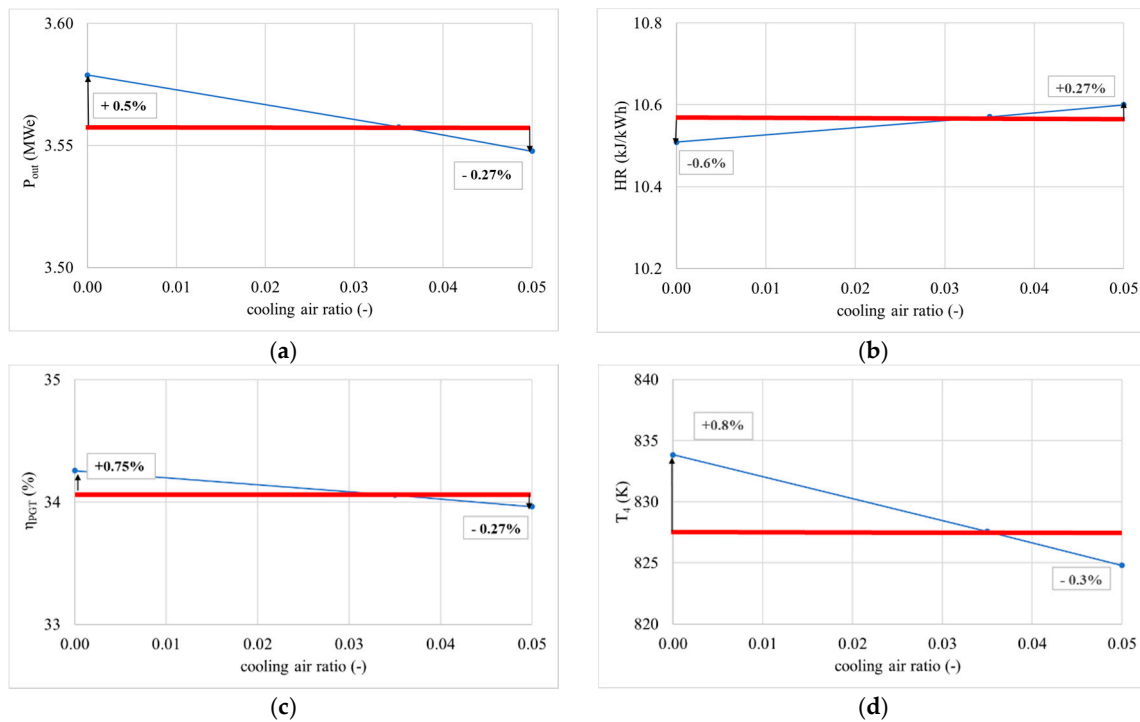 3.60
3.55
3.50
P_out (MWe)
+ 0.5%
- 0.27%
0.00 0.01 0.02 0.03 0.04 0.05
cooling air ratio (-)
(a)
10.8
10.6
10.4
10.2
HR (kJ/kWh)
-0.6%
+0.27%
0.00 0.01 0.02 0.03 0.04 0.05
cooling air ratio (-)
(b)
35
34
33
η_PGT (%)
+0.75%
- 0.27%
0.00 0.01 0.02 0.03 0.04 0.05
cooling air ratio (-)
(c)
840
835
830
825
820
T_4 (K)
+0.8%
- 0.3%
0.00 0.01 0.02 0.03 0.04 0.05
cooling air ratio (-)
(d)